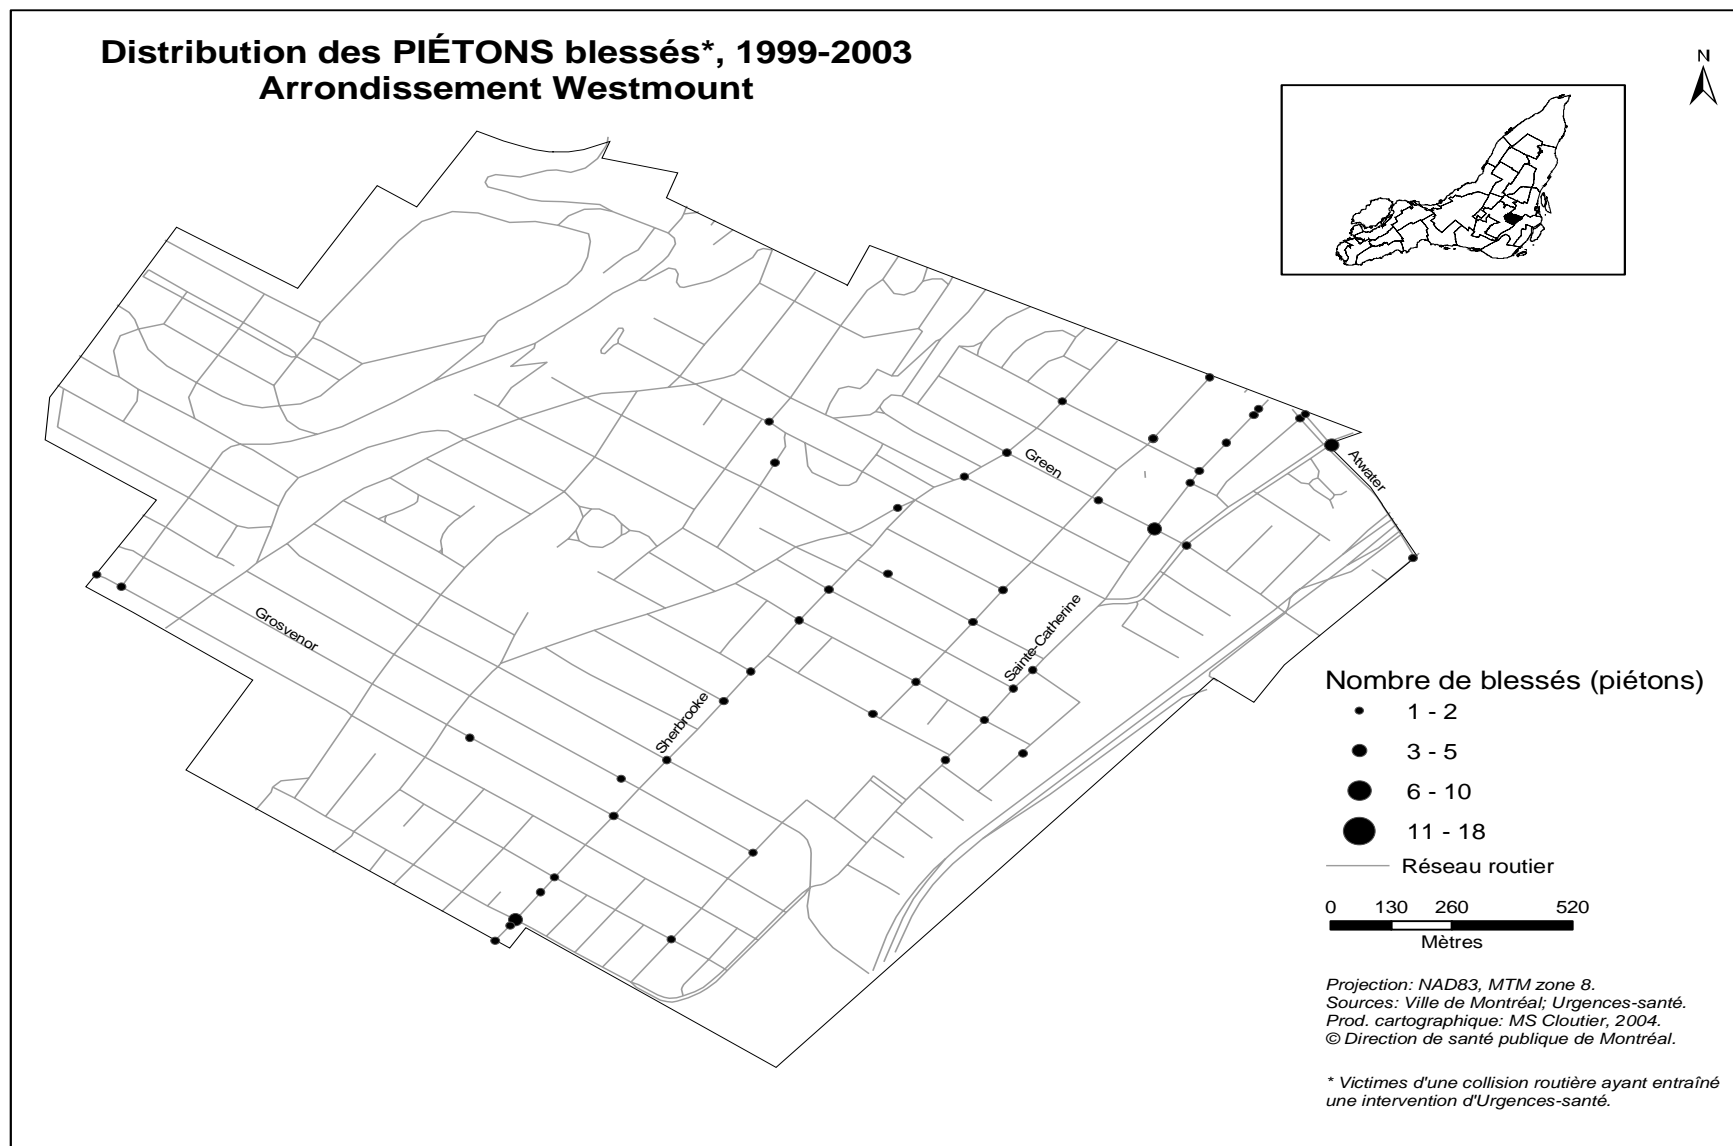 Distribution des PIÉTONS blessés*, 1999-2003
Arrondissement Westmount
N
Green
Atwater
Grosvenor
Sainte-Catherine
Sherbrooke
Nombre de blessés (piétons)
1 - 2
3 - 5
6 - 10
11 - 18
Réseau routier
0 130 260 520
Mètres
Projection: NAD83, MTM zone 8.
Sources: Ville de Montréal; Urgences-santé.
Prod. cartographique: MS Cloutier, 2004.
© Direction de santé publique de Montréal.
* Victimes d'une collision routière ayant entraîné
une intervention d'Urgences-santé.